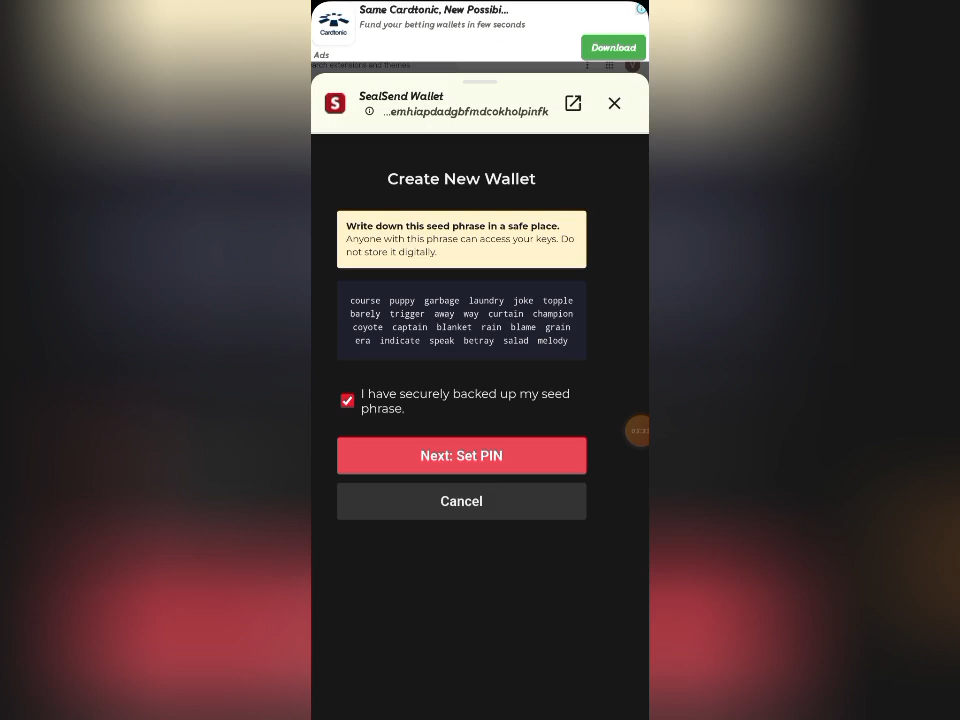 Same Cardtonic, New Possibi...
Fund your betting wallets in few seconds
Cardtonic
Download
Ads
arch extensions and themes
S
SealSend Wallet
...emhiapdadgbfmdcokholpinfk
Create New Wallet
Write down this seed phrase in a safe place.
Anyone with this phrase can access your keys. Do
not store it digitally.
course puppy garbage laundry joke topple
barely trigger away way curtain champion
coyote captain blanket rain blame grain
era indicate speak betray salad melody
I have securely backed up my seed
phrase.
Next: Set PIN
Cancel